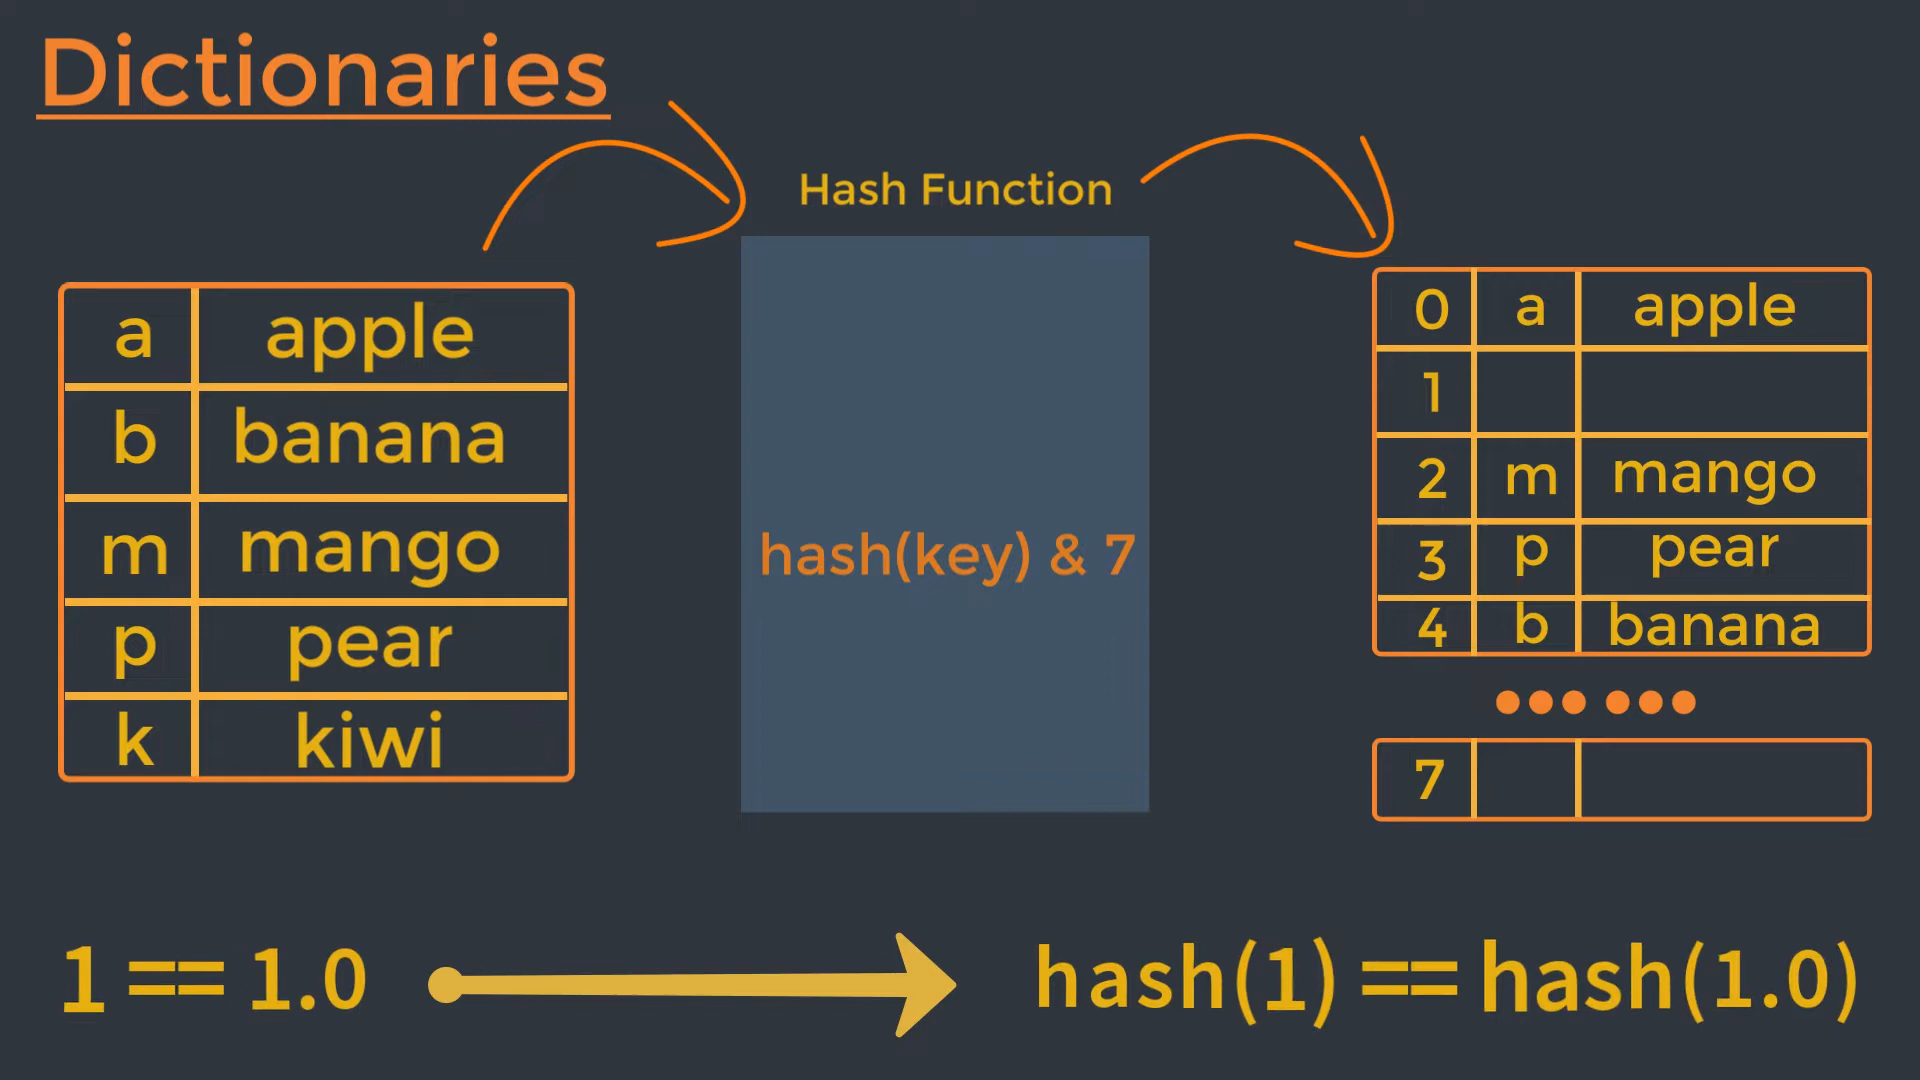 Dictionaries
Hash Function
a apple
b banana
m mango
p pear
k kiwi
hash(key) & 7
0 a apple
1
2 m mango
3 p pear
4 b banana
7
1 == 1.0
hash(1) == hash(1.0)